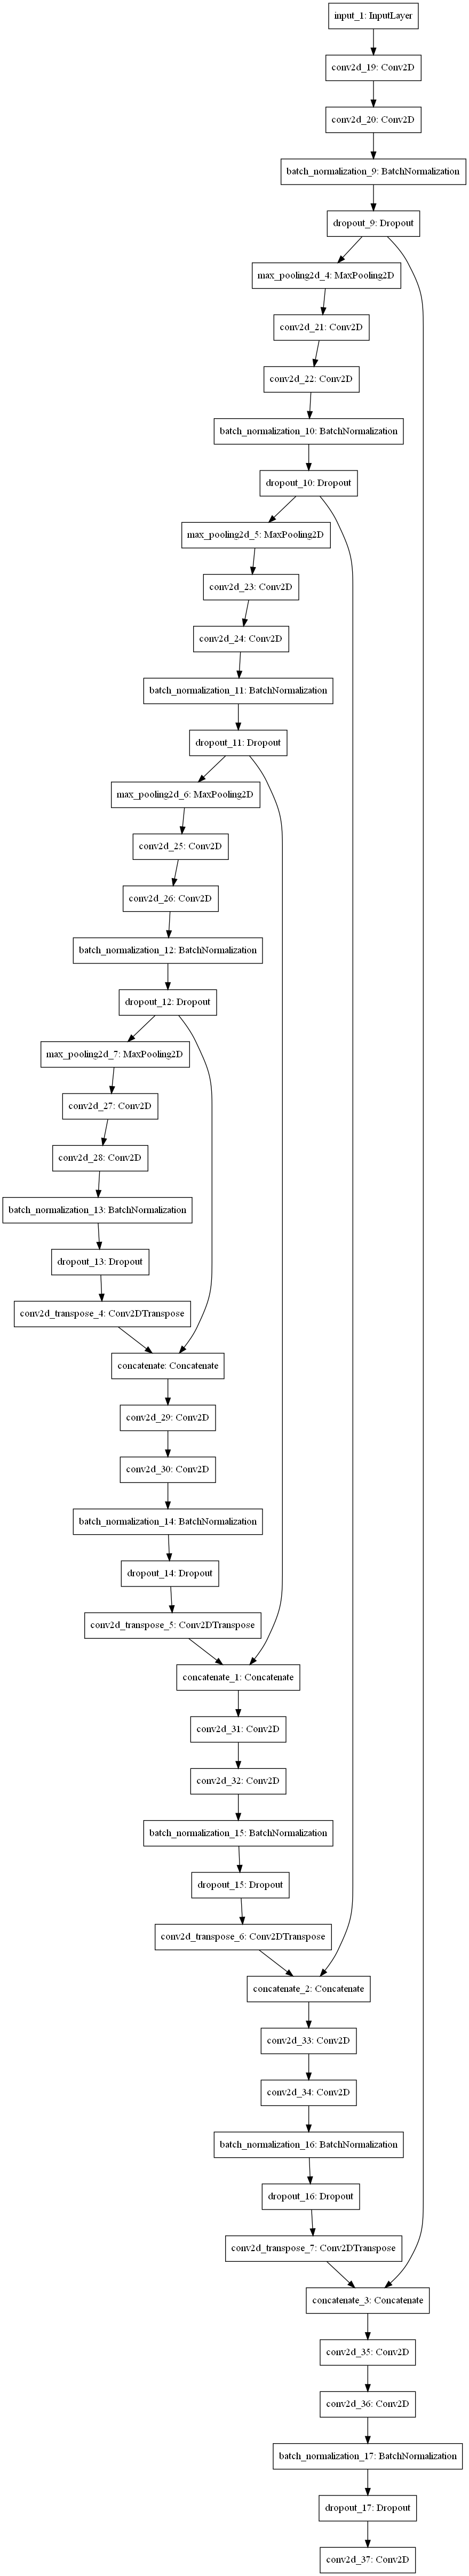 input_1: InputLayer
conv2d_19: Conv2D
conv2d_20: Conv2D
batch_normalization_9: BatchNormalization
dropout_9: Dropout
max_pooling2d_4: MaxPooling2D
conv2d_21: Conv2D
conv2d_22: Conv2D
batch_normalization_10: BatchNormalization
dropout_10: Dropout
max_pooling2d_5: MaxPooling2D
conv2d_23: Conv2D
conv2d_24: Conv2D
batch_normalization_11: BatchNormalization
dropout_11: Dropout
max_pooling2d_6: MaxPooling2D
conv2d_25: Conv2D
conv2d_26: Conv2D
batch_normalization_12: BatchNormalization
dropout_12: Dropout
max_pooling2d_7: MaxPooling2D
conv2d_27: Conv2D
conv2d_28: Conv2D
batch_normalization_13: BatchNormalization
dropout_13: Dropout
conv2d_transpose_4: Conv2DTranspose
concatenate: Concatenate
conv2d_29: Conv2D
conv2d_30: Conv2D
batch_normalization_14: BatchNormalization
dropout_14: Dropout
conv2d_transpose_5: Conv2DTranspose
concatenate_1: Concatenate
conv2d_31: Conv2D
conv2d_32: Conv2D
batch_normalization_15: BatchNormalization
dropout_15: Dropout
conv2d_transpose_6: Conv2DTranspose
concatenate_2: Concatenate
conv2d_33: Conv2D
conv2d_34: Conv2D
batch_normalization_16: BatchNormalization
dropout_16: Dropout
conv2d_transpose_7: Conv2DTranspose
concatenate_3: Concatenate
conv2d_35: Conv2D
conv2d_36: Conv2D
batch_normalization_17: BatchNormalization
dropout_17: Dropout
conv2d_37: Conv2D